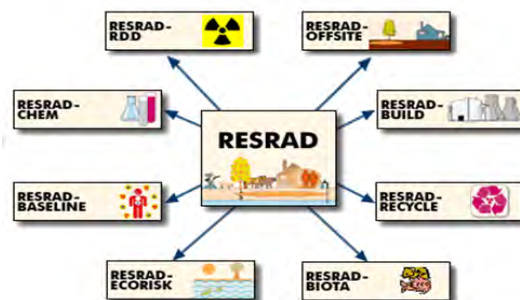 RESRAD-
RDD
RESRAD-
OFFSITE
RESRAD-
CHEM
RESRAD-
BUILD
RESRAD
RESRAD-
BASELINE
RESRAD-
RECYCLE
RESRAD-
ECORISK
RESRAD-
BIOTA